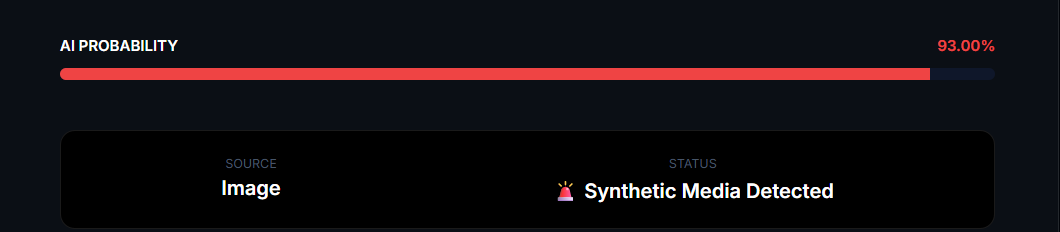 AI PROBABILITY 93.00%
SOURCE
Image
STATUS
🚨 Synthetic Media Detected